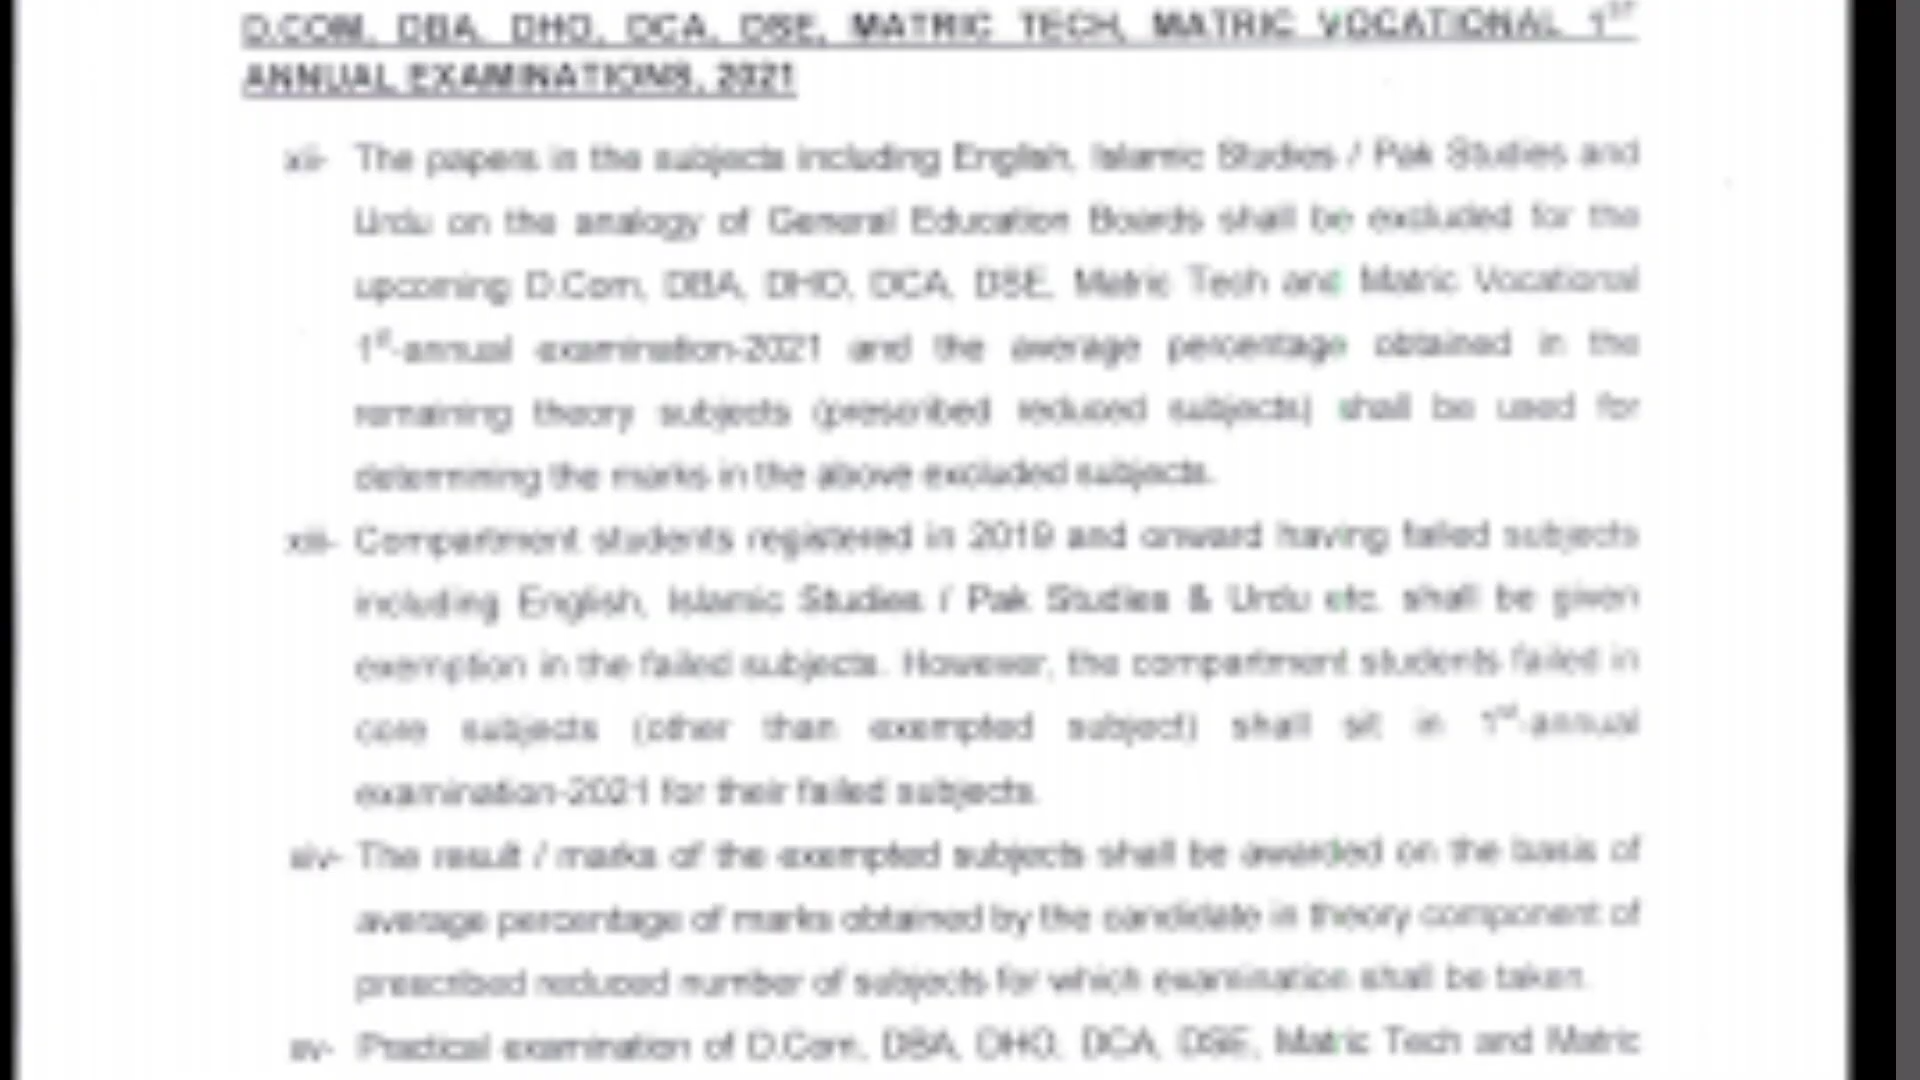 D.COM, DBA, DHO, DCA, DSE, MATRIC TECH, MATRIC VOCATIONAL 1ST
ANNUAL EXAMINATIONS, 2021
xii- The papers in the subjects including English, Islamic Studies / Pak Studies and
Urdu on the analogy of General Education Boards shall be excluded for the
upcoming D.Com, DBA, DHO, DCA, DSE, Matric Tech and Matric Vocational
1st-annual examination-2021 and the average percentage obtained in the
remaining theory subjects (prescribed reduced subjects) shall be used for
determining the marks in the above excluded subjects.
xiii- Compartment students registered in 2019 and onward having failed subjects
including English, Islamic Studies / Pak Studies & Urdu etc. shall be given
exemption in the failed subjects. However, the compartment students failed in
core subjects (other than exempted subject) shall sit in 1st-annual
examination-2021 for their failed subjects.
xiv- The result / marks of the exempted subjects shall be awarded on the basis of
average percentage of marks obtained by the candidate in theory component of
prescribed reduced number of subjects for which examination shall be taken.
xv- Practical examination of D.Com, DBA, DHO, DCA, DSE, Matric Tech and Matric